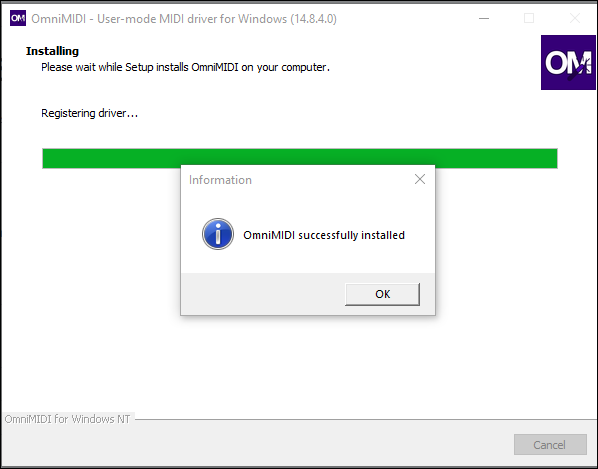 OM OmniMIDI - User-mode MIDI driver for Windows (14.8.4.0)
Installing
Please wait while Setup installs OmniMIDI on your computer.
OM
Registering driver...
Information
OmniMIDI successfully installed
OK
OmniMIDI for Windows NT
Cancel